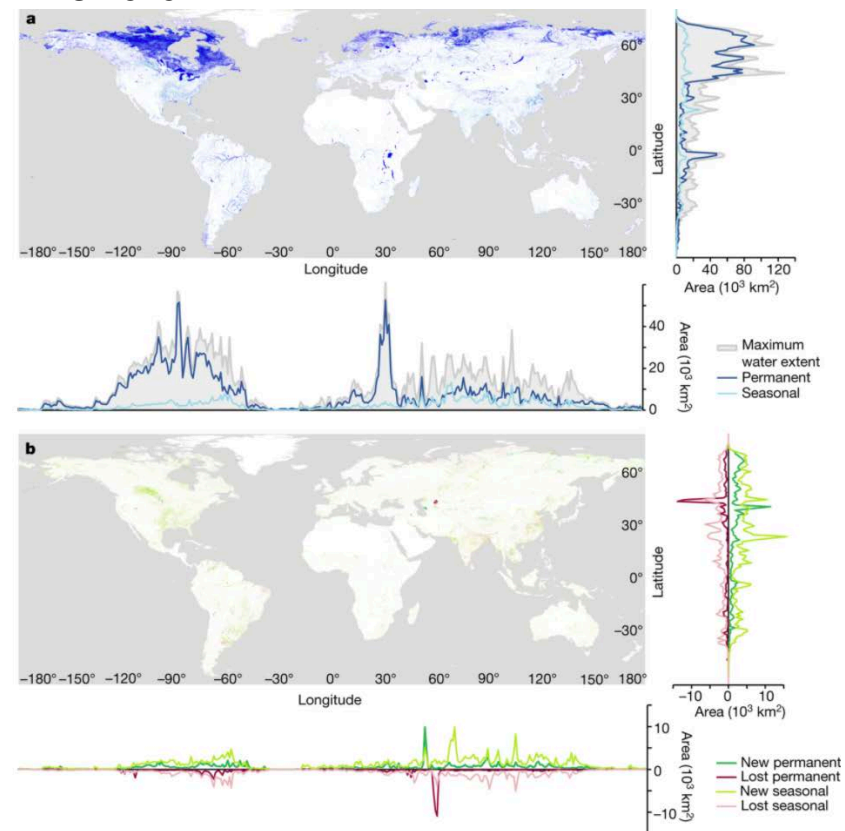 a
60°
30°
0°
−30°
Latitude
−180° −150° −120° −90° −60° −30° 0° 30° 60° 90° 120° 150° 180°
Longitude
0 40 80 120
Area (10³ km²)
40
20
0
Area (10³ km²)
Maximum
water extent
Permanent
Seasonal
b
60°
30°
0°
−30°
Latitude
−180° −150° −120° −90° −60° −30° 0° 30° 60° 90° 120° 150° 180°
Longitude
−10 0 10
Area (10³ km²)
10
0
−10
Area (10³ km²)
New permanent
Lost permanent
New seasonal
Lost seasonal